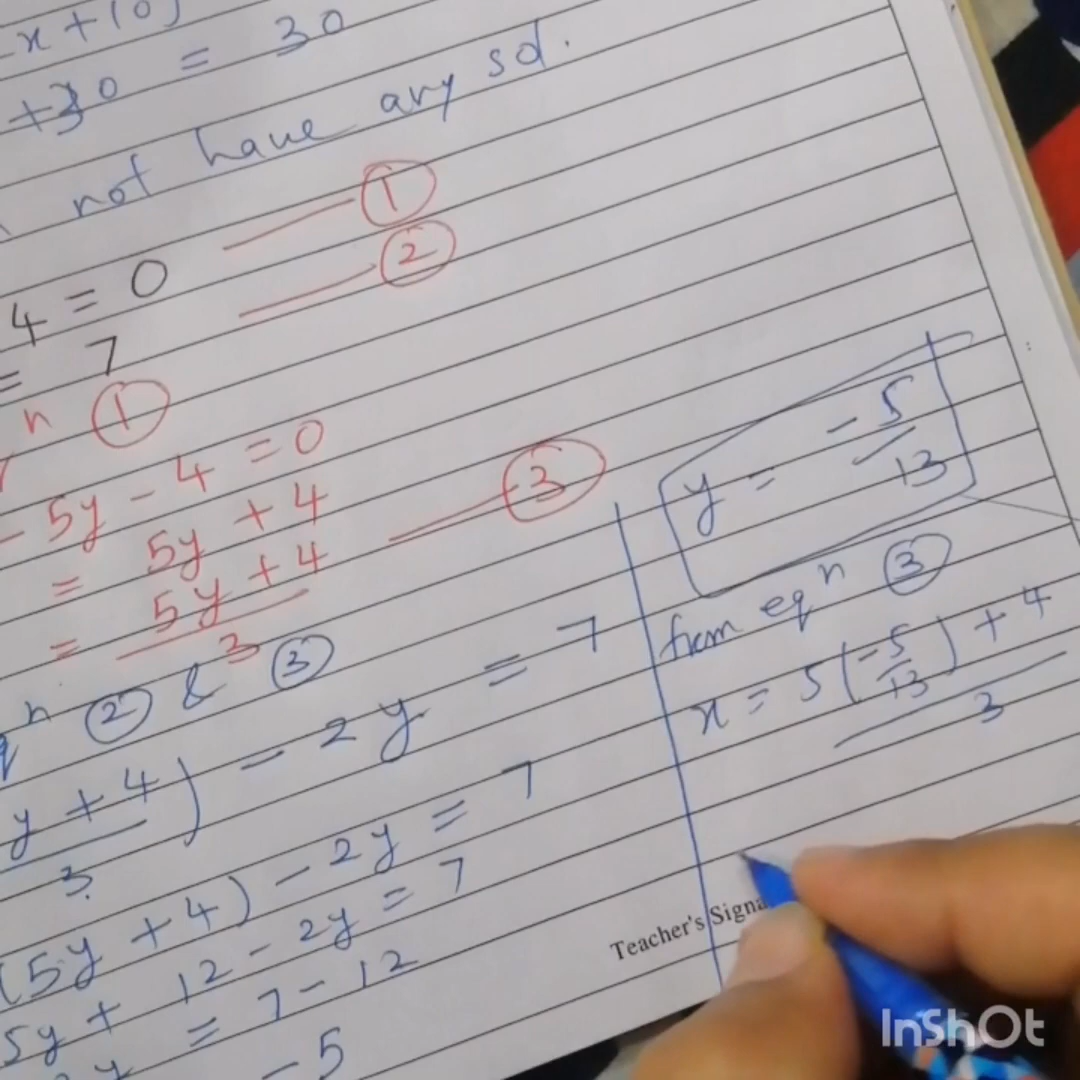 x + 10)
+ 30 = 30
not have any sol.
4 = 0 ①
= 7 ②
n ①
- 5y - 4 = 0
= 5y + 4
= 5y + 4 / 3 ③
n ② & ③
y + 4 / 3) - 2y = 7
(5y + 4) - 2y = 7
5y + 12 - 2y = 7
= 7 - 12
- 5
y = - 5 / 13
from eqn ③
x = 5(-5/13) + 4 / 3
Teacher's Signa
InShOt